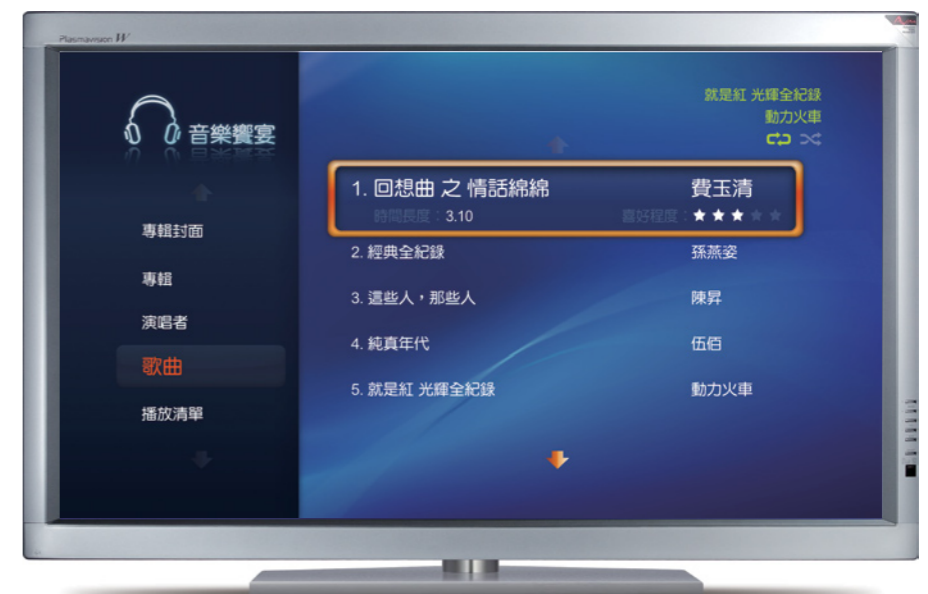 Plasmavision W
音樂饗宴
專輯封面
專輯
演唱者
歌曲
播放清單
就是紅 光輝全紀錄
動力火車
1. 回想曲 之 情話綿綿 費玉清
時間長度：3.10 喜好程度：
2. 經典全紀錄 孫燕姿
3. 這些人，那些人 陳昇
4. 純真年代 伍佰
5. 就是紅 光輝全紀錄 動力火車